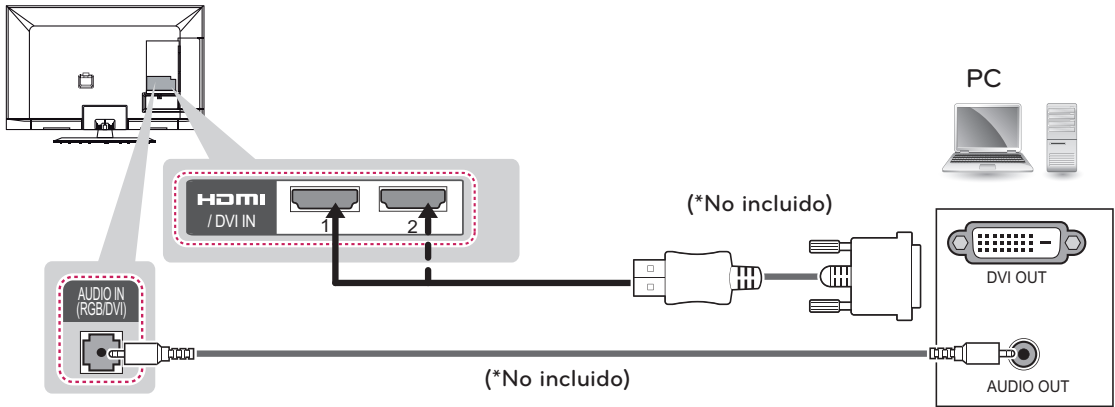 PC
HDMI
/ DVI IN
1
2
(*No incluido)
DVI OUT
AUDIO IN
(RGB/DVI)
(*No incluido)
AUDIO OUT